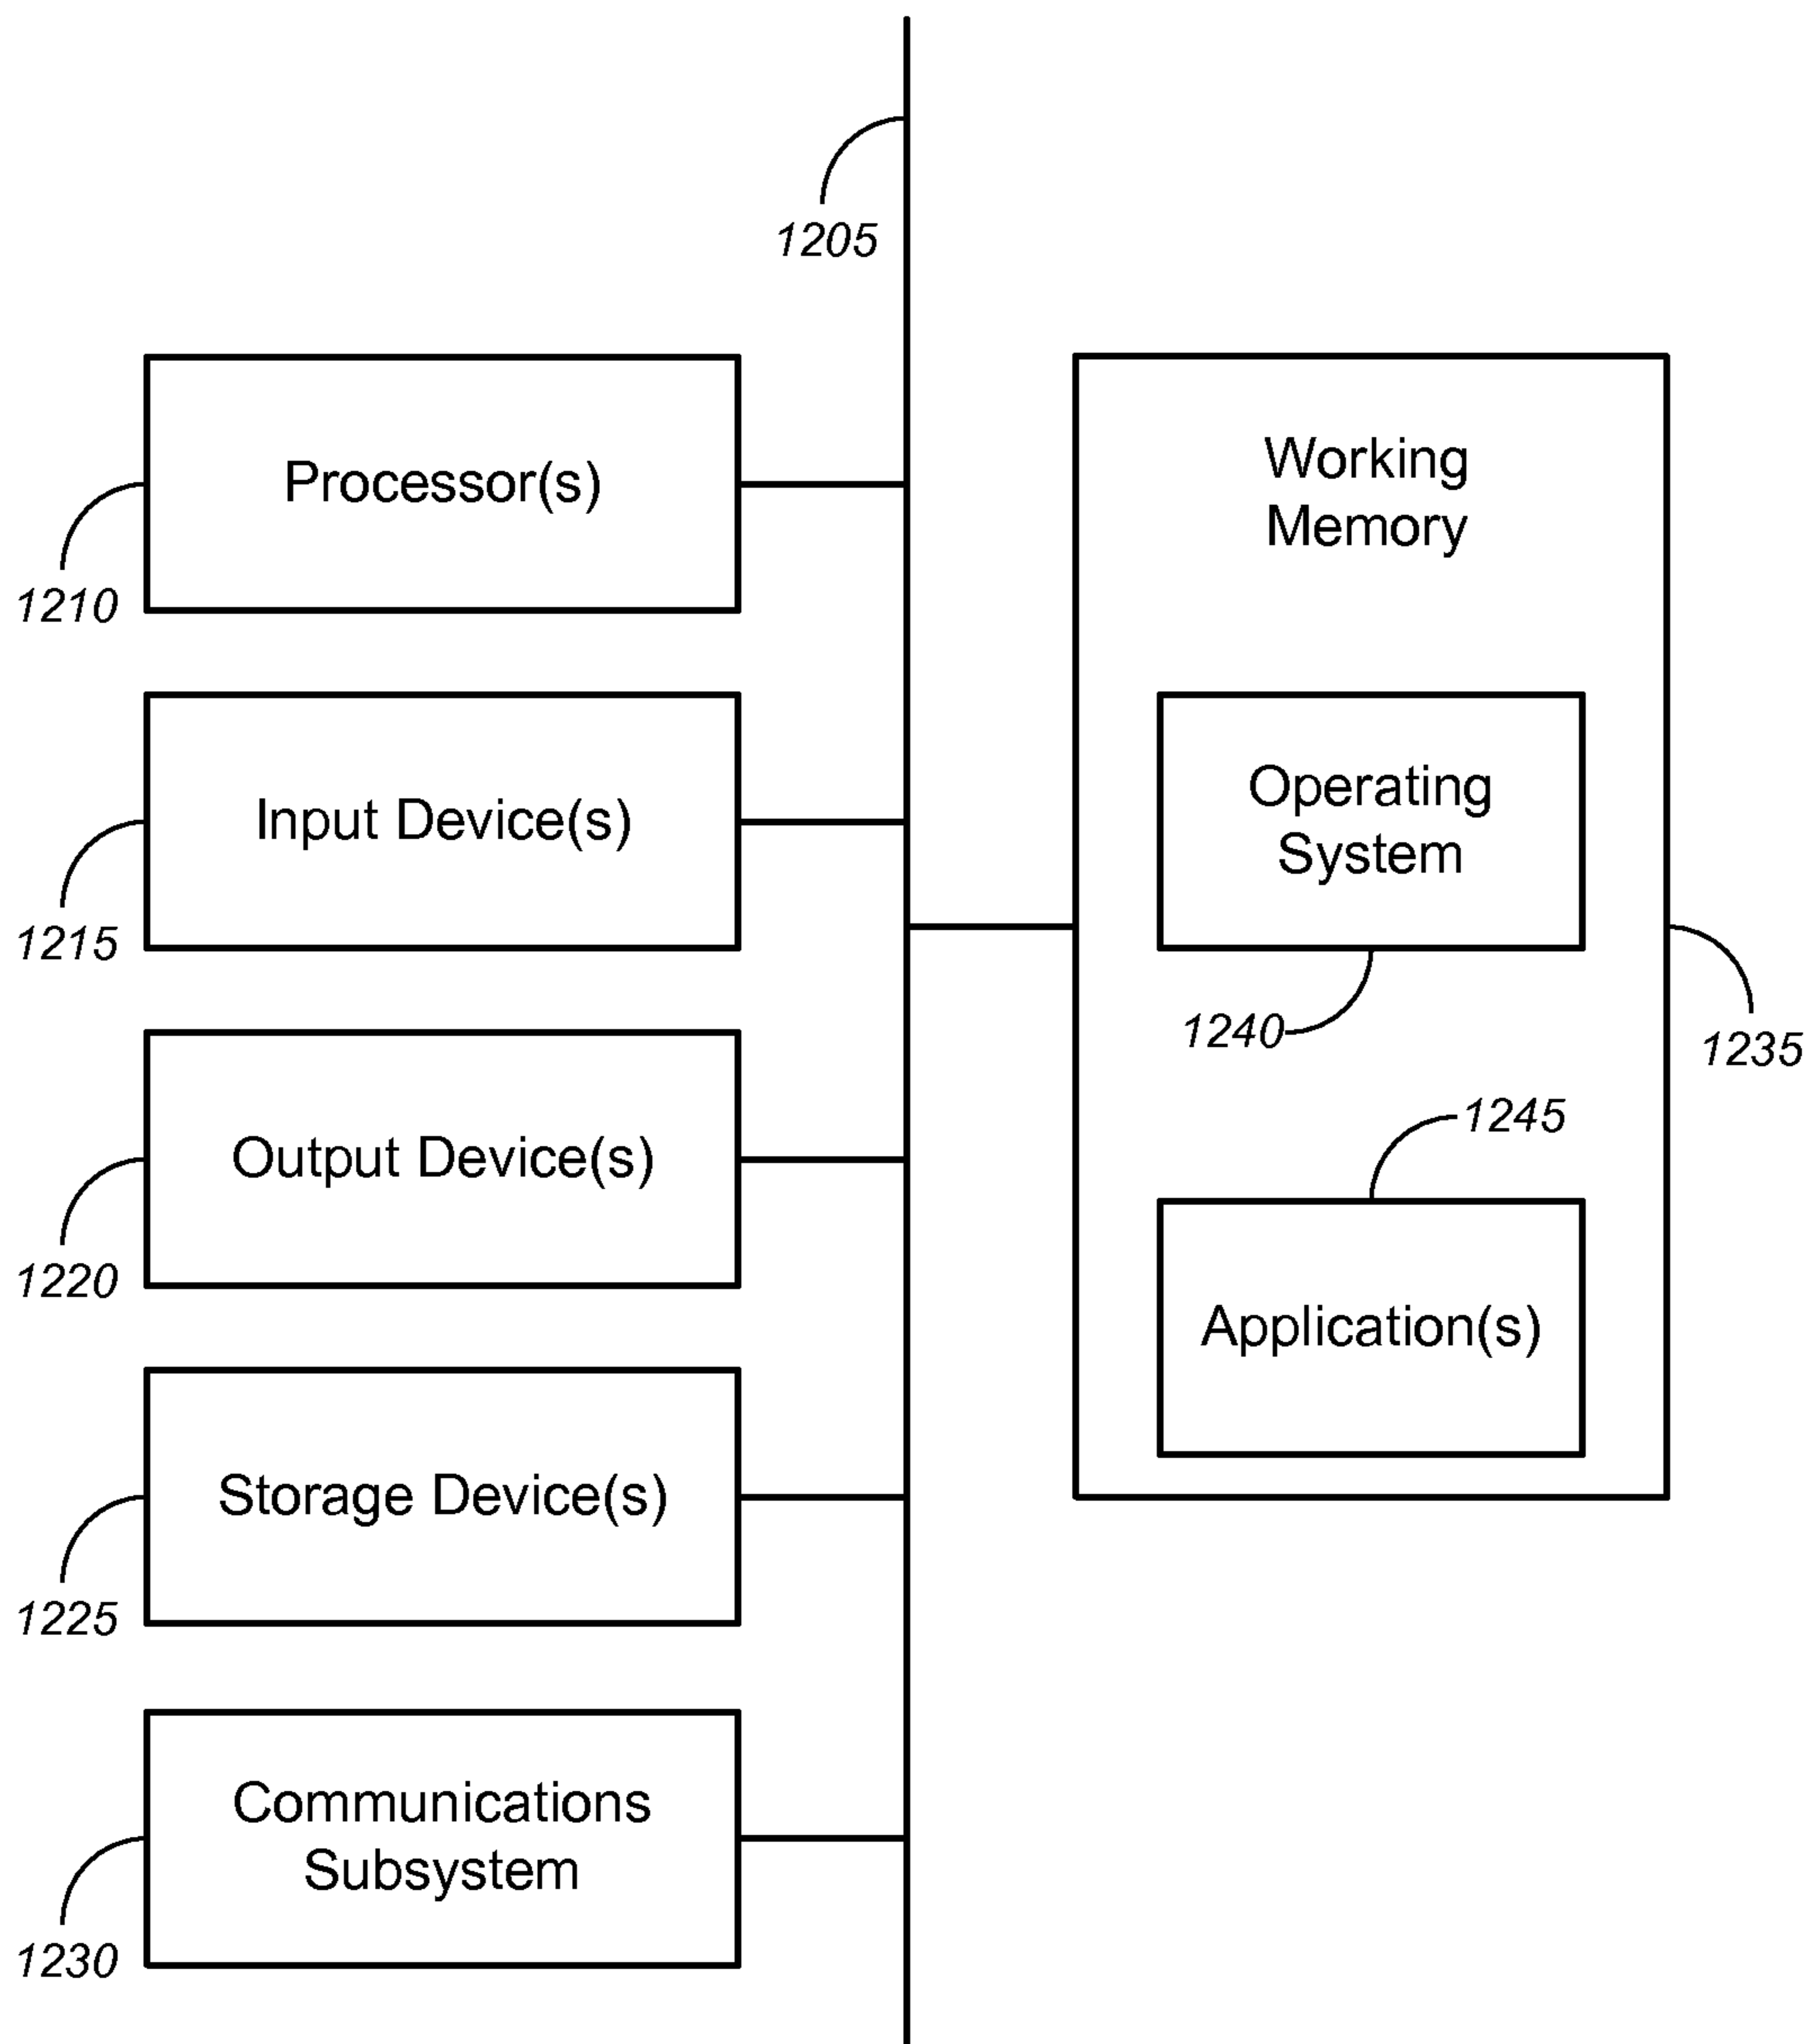 1205
Processor(s)
1210
Input Device(s)
1215
Output Device(s)
1220
Storage Device(s)
1225
Communications
Subsystem
1230
Working
Memory
Operating
System
1240
1235
1245
Application(s)